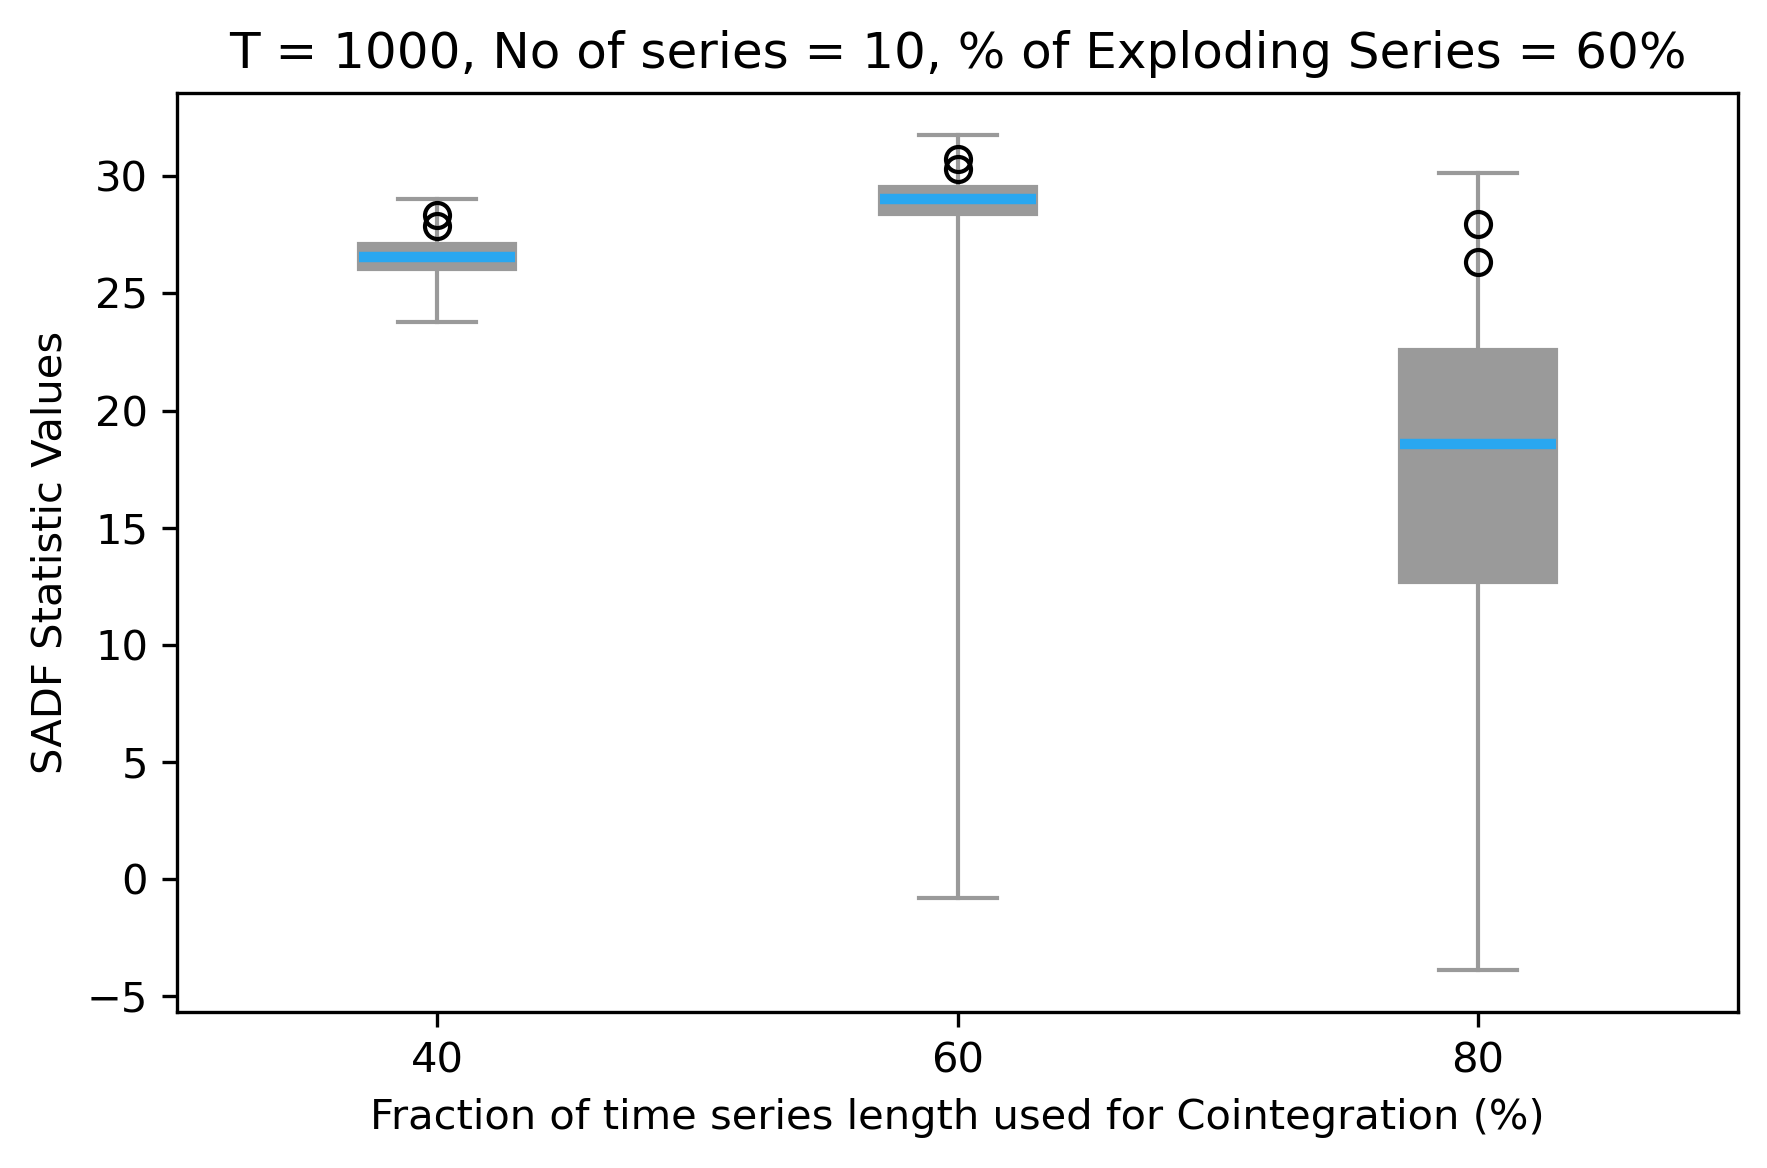 T = 1000, No of series = 10, % of Exploding Series = 60%
SADF Statistic Values
30
25
20
15
10
5
0
−5
40 60 80
Fraction of time series length used for Cointegration (%)